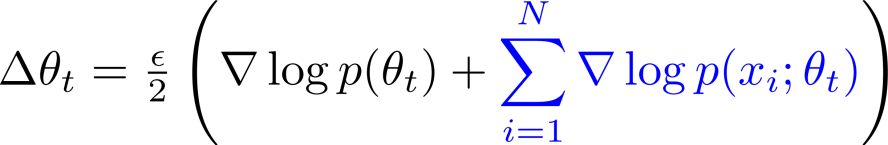 Δθ_t = ϵ/2 (∇ log p(θ_t) + ∑_{i=1}^{N} ∇ log p(x_i; θ_t))